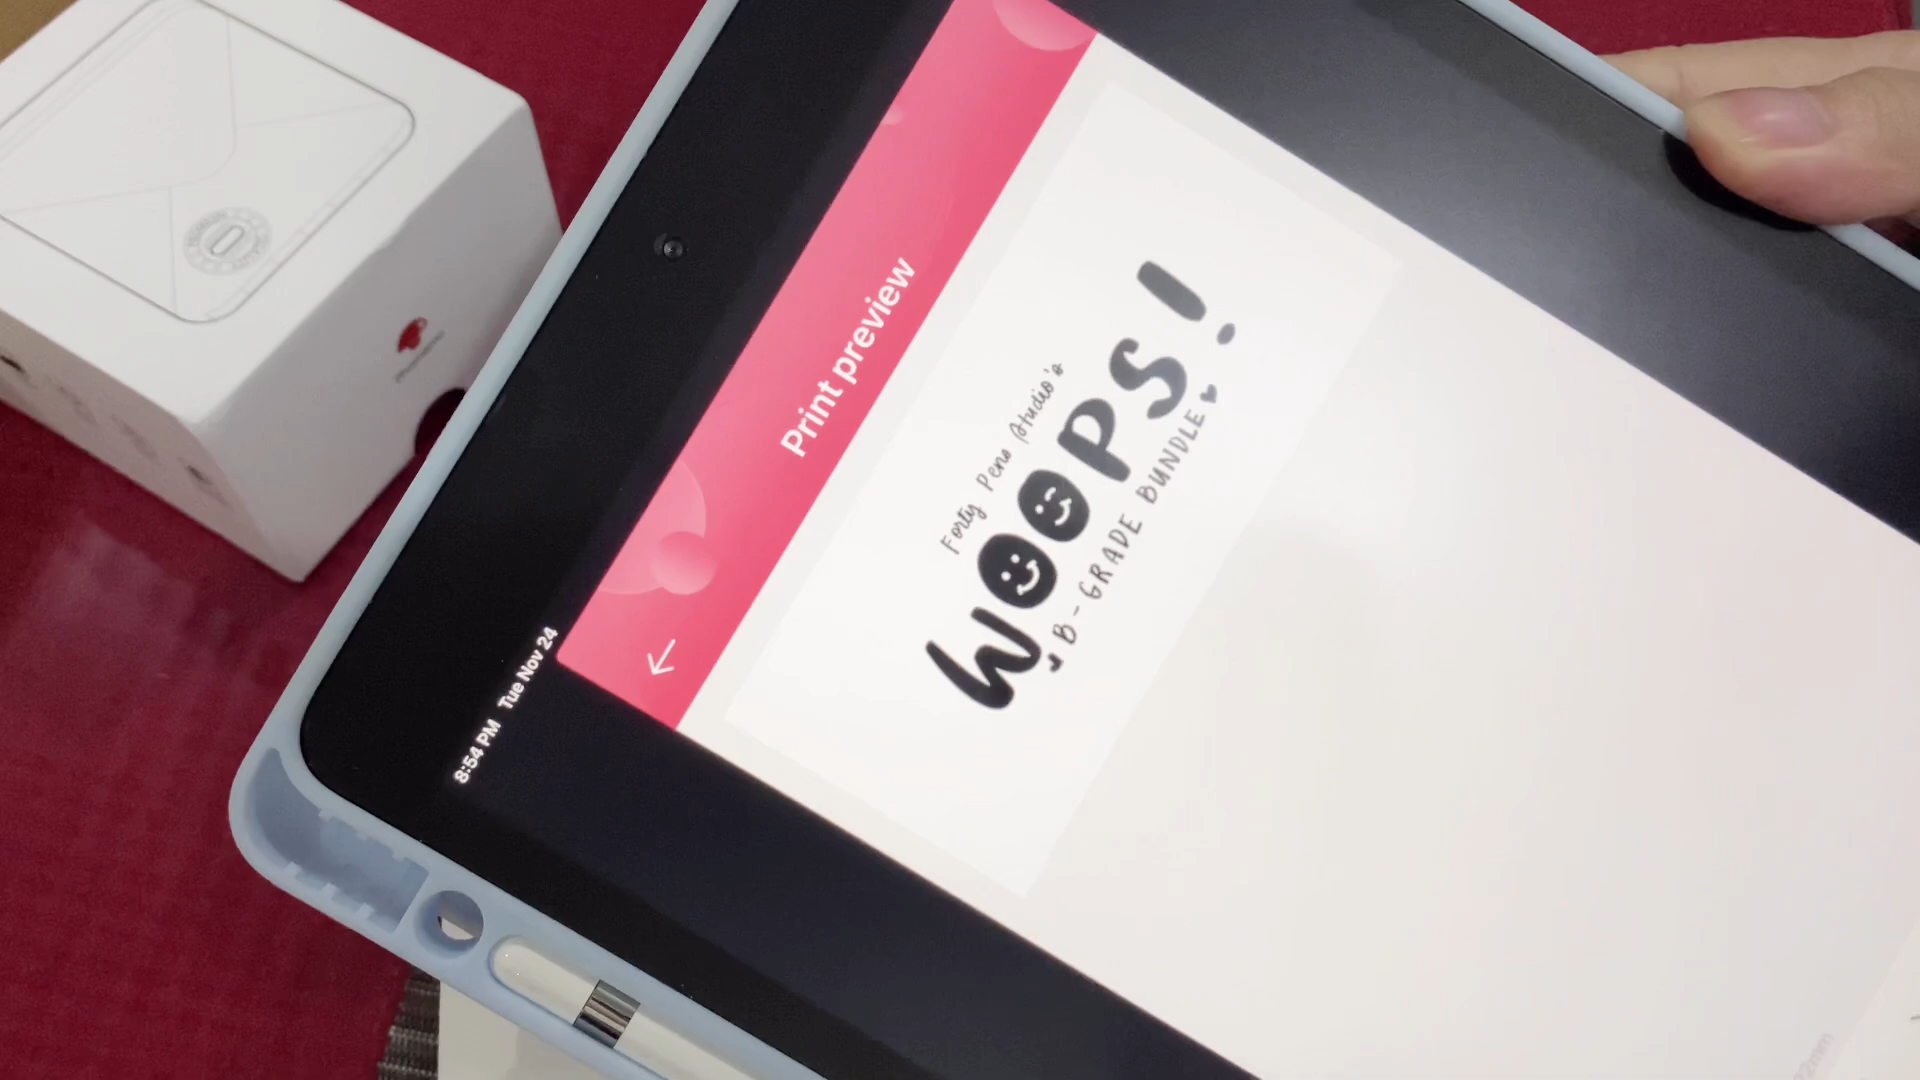 8:54 PM Tue Nov 24
Print preview
Forty Pens Studio's
WOOPS!
B-GRADE BUNDLE